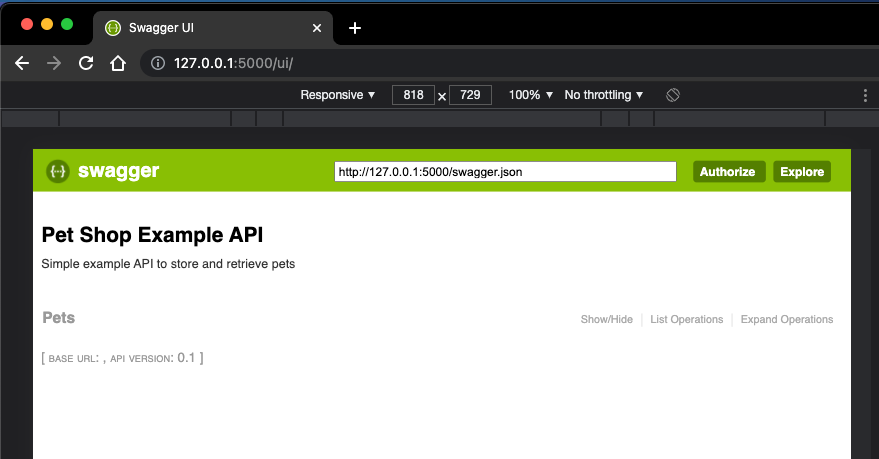 Swagger UI
127.0.0.1:5000/ui/
Responsive ▼ 818 x 729 100% ▼ No throttling ▼
{··} swagger http://127.0.0.1:5000/swagger.json Authorize Explore
Pet Shop Example API
Simple example API to store and retrieve pets
Pets Show/Hide List Operations Expand Operations
[ BASE URL: , API VERSION: 0.1 ]